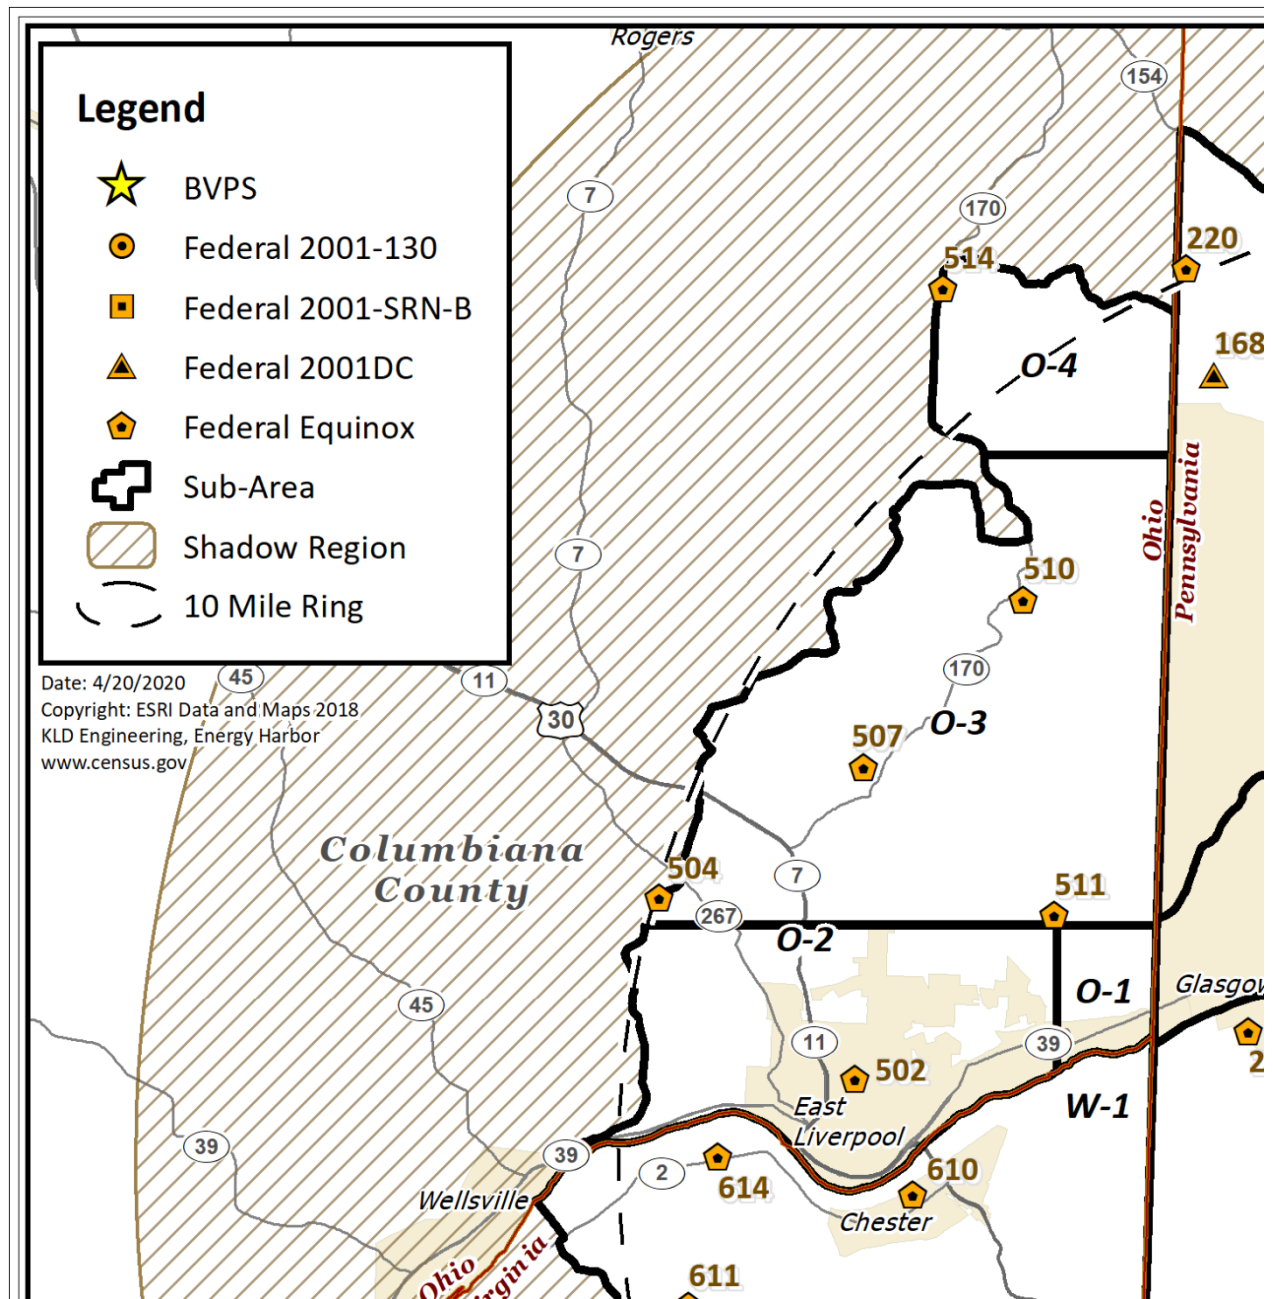 Rogers
154
Legend
BVPS
7
170
Federal 2001-130
220
514
Federal 2001-SRN-B
168
Federal 2001DC
O-4
Federal Equinox
Sub-Area
Ohio
Pennsylvania
Shadow Region
7
510
10 Mile Ring
45
11
170
Date: 4/20/2020
Copyright: ESRI Data and Maps 2018
KLD Engineering, Energy Harbor
www.census.gov
30
O-3
507
Columbiana
County
504
7
511
267
O-2
Glasgow
O-1
45
11
39
2
502
East
Liverpool
W-1
39
39
2
614
610
Wellsville
Chester
Ohio
611